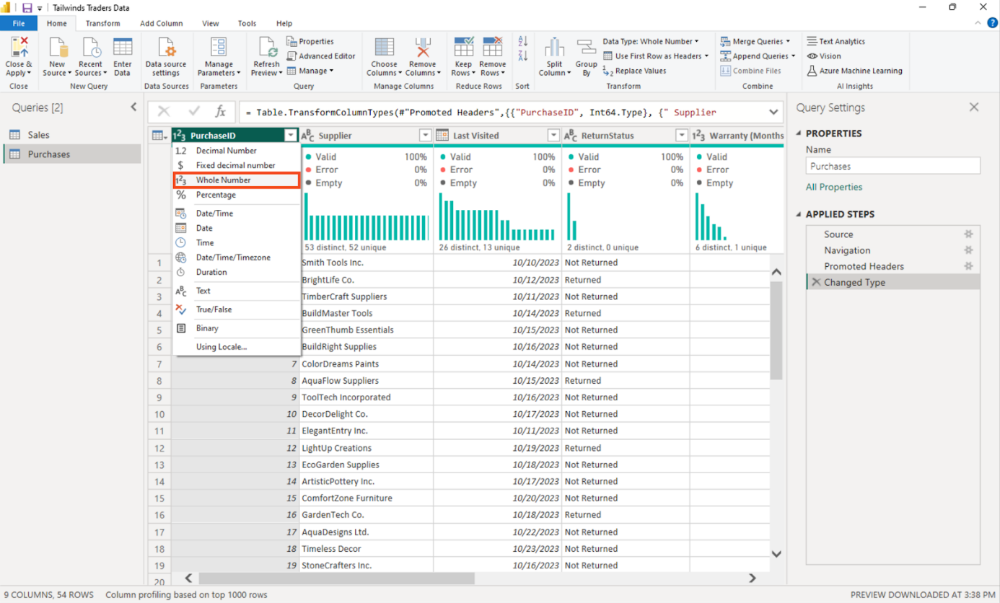 Tailwinds Traders Data
File Home Transform Add Column View Tools Help
Close & Apply
New Source
Recent Sources
Enter Data
Data source settings
Manage Parameters
Refresh Preview
Properties
Advanced Editor
Manage
Choose Columns
Remove Columns
Keep Rows
Remove Rows
Split Column
Group By
Data Type: Whole Number
Use First Row as Headers
Replace Values
Merge Queries
Append Queries
Combine Files
Text Analytics
Vision
Azure Machine Learning
Close New Query Data Sources Parameters Query Manage Columns Reduce Rows Sort Transform Combine AI Insights
Queries [2]
Sales
Purchases
fx = Table.TransformColumnTypes(#"Promoted Headers",{{"PurchaseID", Int64.Type}, {" Supplier
PurchaseID ABC Supplier Last Visited ABC ReturnStatus 123 Warranty (Months
1.2 Decimal Number
$ Fixed decimal number
123 Whole Number
% Percentage
Date/Time
Date
Time
Date/Time/Timezone
Duration
ABC Text
True/False
Binary
Using Locale...
Valid 100% Valid 100% Valid 100% Valid
Error 0% Error 0% Error 0% Error
Empty 0% Empty 0% Empty 0% Empty
53 distinct, 52 unique 26 distinct, 13 unique 2 distinct, 0 unique 6 distinct, 1 unique
1 Smith Tools Inc. 10/10/2023 Not Returned
2 BrightLife Co. 10/12/2023 Returned
3 TimberCraft Suppliers 10/11/2023 Not Returned
4 BuildMaster Tools 10/14/2023 Returned
5 GreenThumb Essentials 10/15/2023 Not Returned
6 BuildRight Supplies 10/16/2023 Not Returned
7 7 ColorDreams Paints 10/14/2023 Not Returned
8 8 AquaFlow Suppliers 10/15/2023 Returned
9 9 ToolTech Incorporated 10/16/2023 Not Returned
10 10 DecorDelight Co. 10/17/2023 Not Returned
11 11 ElegantEntry Inc. 10/11/2023 Not Returned
12 12 LightUp Creations 10/19/2023 Returned
13 13 EcoGarden Supplies 10/18/2023 Not Returned
14 14 ArtisticPottery Inc. 10/17/2023 Not Returned
15 15 ComfortZone Furniture 10/20/2023 Not Returned
16 16 GardenTech Co. 10/18/2023 Returned
17 17 AquaDesigns Ltd. 10/22/2023 Not Returned
18 18 Timeless Decor 10/23/2023 Not Returned
19 19 StoneCrafters Inc. 10/16/2023 Not Returned
20
Query Settings
PROPERTIES
Name
Purchases
All Properties
APPLIED STEPS
Source
Navigation
Promoted Headers
Changed Type
9 COLUMNS, 54 ROWS Column profiling based on top 1000 rows PREVIEW DOWNLOADED AT 3:38 PM